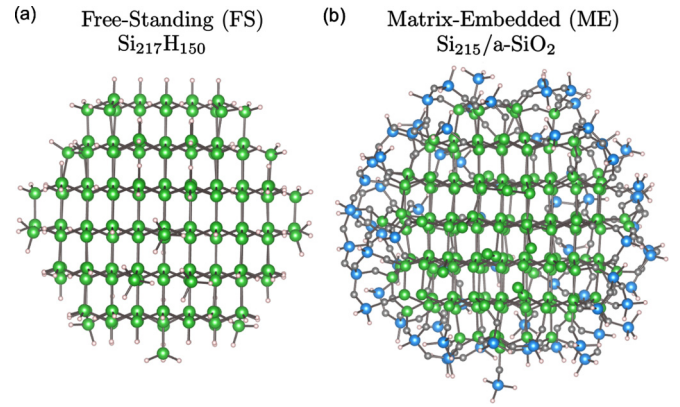 (a) Free-Standing (FS)
Si₂₁₇H₁₅₀
(b) Matrix-Embedded (ME)
Si₂₁₅/a-SiO₂